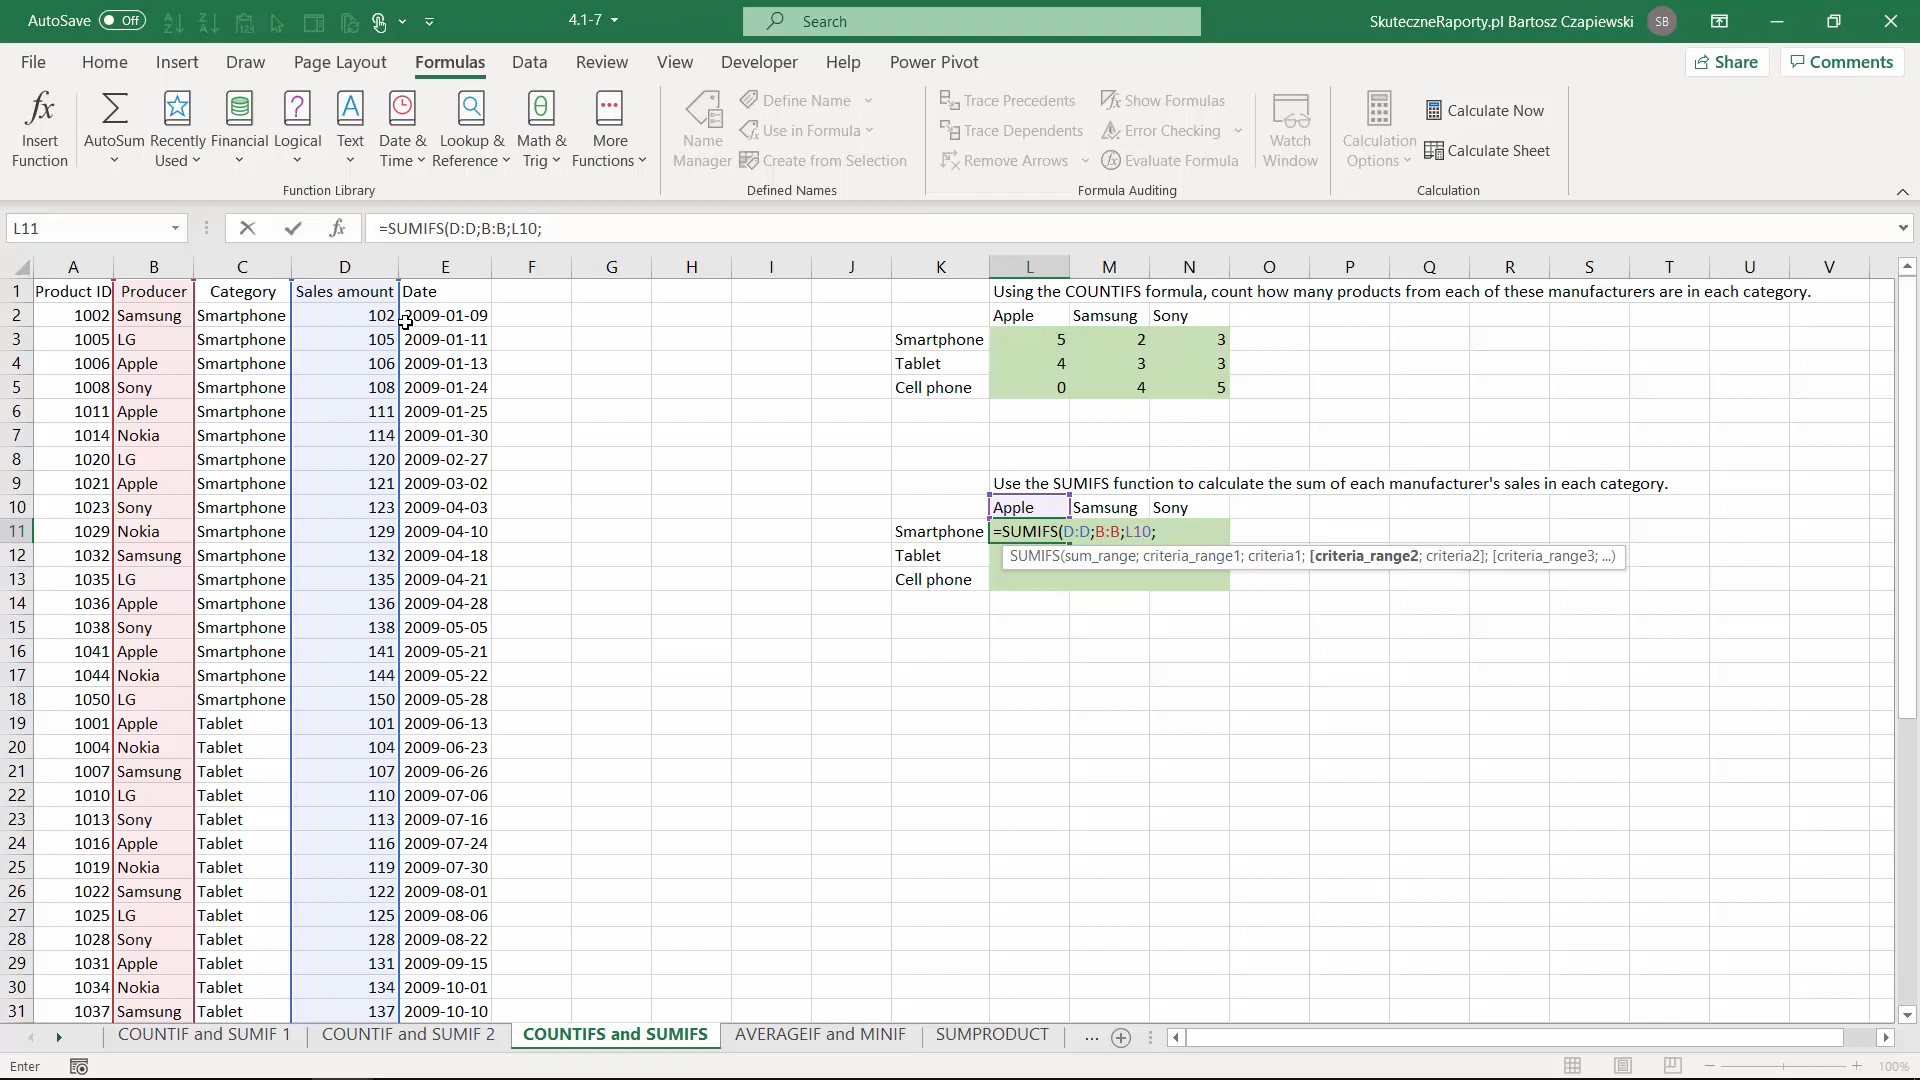 AutoSave Off 4.1-7 Search SkuteczneRaporty.pl Bartosz Czapiewski SB
File Home Insert Draw Page Layout Formulas Data Review View Developer Help Power Pivot Share Comments
Insert Function AutoSum Recently Used Financial Logical Text Date & Time Lookup & Reference Math & Trig More Functions
Name Manager Define Name Use in Formula Create from Selection
Trace Precedents Trace Dependents Remove Arrows Show Formulas Error Checking Evaluate Formula Watch Window
Calculation Options Calculate Now Calculate Sheet
Function Library Defined Names Formula Auditing Calculation
L11 fx =SUMIFS(D:D;B:B;L10;
A B C D E F G H I J K L M N O P Q R S T U V
1 Product ID Producer Category Sales amount Date Using the COUNTIFS formula, count how many products from each of these manufacturers are in each category.
2 1002 Samsung Smartphone 102 2009-01-09 Apple Samsung Sony
3 1005 LG Smartphone 105 2009-01-11 Smartphone 5 2 3
4 1006 Apple Smartphone 106 2009-01-13 Tablet 4 3 3
5 1008 Sony Smartphone 108 2009-01-24 Cell phone 0 4 5
6 1011 Apple Smartphone 111 2009-01-25
7 1014 Nokia Smartphone 114 2009-01-30
8 1020 LG Smartphone 120 2009-02-27
9 1021 Apple Smartphone 121 2009-03-02 Use the SUMIFS function to calculate the sum of each manufacturer's sales in each category.
10 1023 Sony Smartphone 123 2009-04-03 Apple Samsung Sony
11 1029 Nokia Smartphone 129 2009-04-10 Smartphone =SUMIFS(D:D;B:B;L10;
12 1032 Samsung Smartphone 132 2009-04-18 Tablet SUMIFS(sum_range; criteria_range1; criteria1; [criteria_range2; criteria2]; [criteria_range3; ...)
13 1035 LG Smartphone 135 2009-04-21 Cell phone
14 1036 Apple Smartphone 136 2009-04-28
15 1038 Sony Smartphone 138 2009-05-05
16 1041 Apple Smartphone 141 2009-05-21
17 1044 Nokia Smartphone 144 2009-05-22
18 1050 LG Smartphone 150 2009-05-28
19 1001 Apple Tablet 101 2009-06-13
20 1004 Nokia Tablet 104 2009-06-23
21 1007 Samsung Tablet 107 2009-06-26
22 1010 LG Tablet 110 2009-07-06
23 1013 Sony Tablet 113 2009-07-16
24 1016 Apple Tablet 116 2009-07-24
25 1019 Nokia Tablet 119 2009-07-30
26 1022 Samsung Tablet 122 2009-08-01
27 1025 LG Tablet 125 2009-08-06
28 1028 Sony Tablet 128 2009-08-22
29 1031 Apple Tablet 131 2009-09-15
30 1034 Nokia Tablet 134 2009-10-01
31 1037 Samsung Tablet 137 2009-10-10
COUNTIF and SUMIF 1 COUNTIF and SUMIF 2 COUNTIFS and SUMIFS AVERAGEIF and MINIF SUMPRODUCT ...
Enter 100%